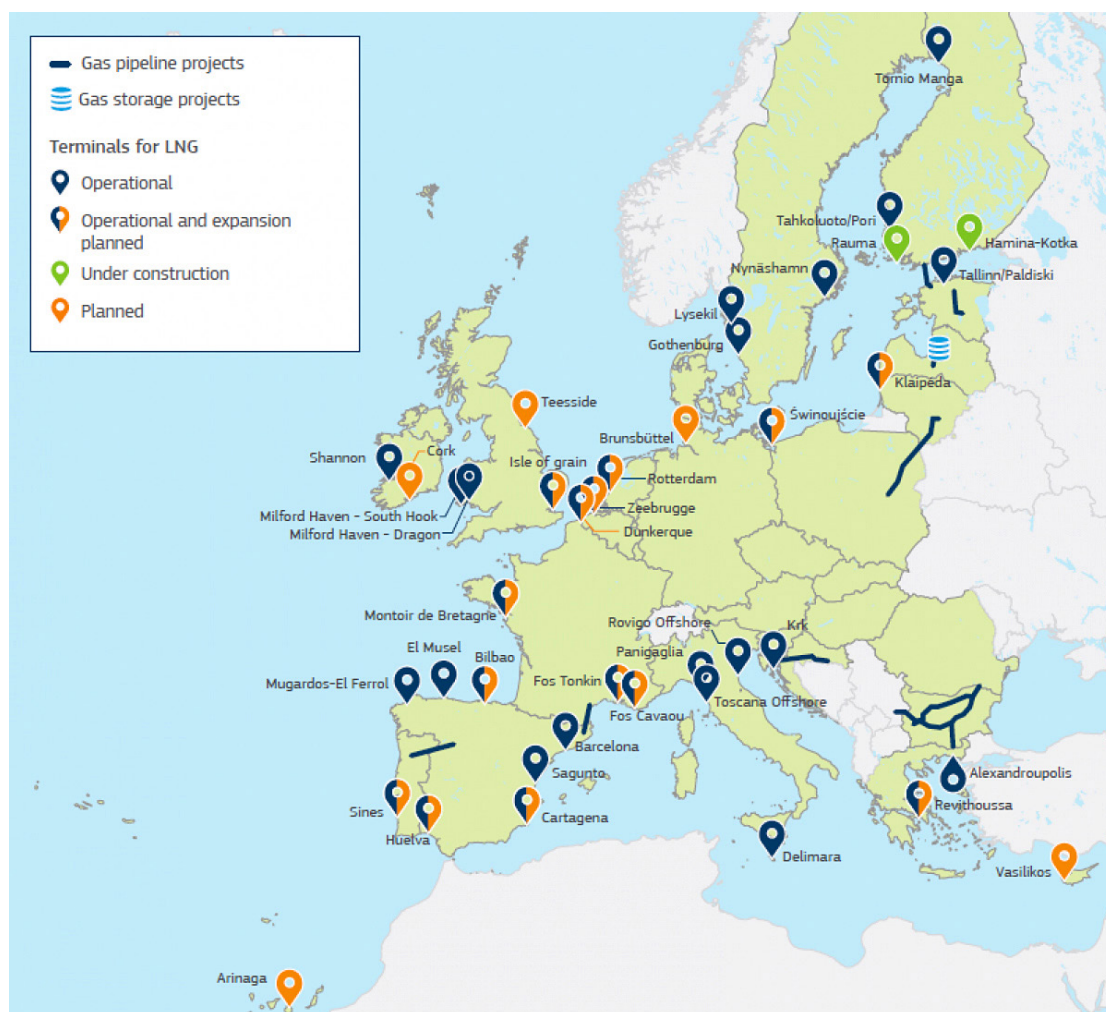 Gas pipeline projects
Gas storage projects
Terminals for LNG
Operational
Operational and expansion
planned
Under construction
Planned
Tornio Manga
Tahkoluoto/Pori
Rauma
Hamina-Kotka
Nynäshamn
Tallinn/Paldiski
Lysekil
Gothenburg
Klaipėda
Teesside
Świnoujście
Brunsbüttel
Shannon
Cork
Isle of grain
Rotterdam
Milford Haven - South Hook
Zeebrugge
Milford Haven - Dragon
Dunkerque
Montoir de Bretagne
Rovigo Offshore
Krk
El Musel
Bilbao
Panigaglia
Mugardos-El Ferrol
Fos Tonkin
Toscana Offshore
Fos Cavaou
Barcelona
Sagunto
Alexandroupolis
Sines
Cartagena
Revithoussa
Huelva
Delimara
Vasilikos
Arinaga